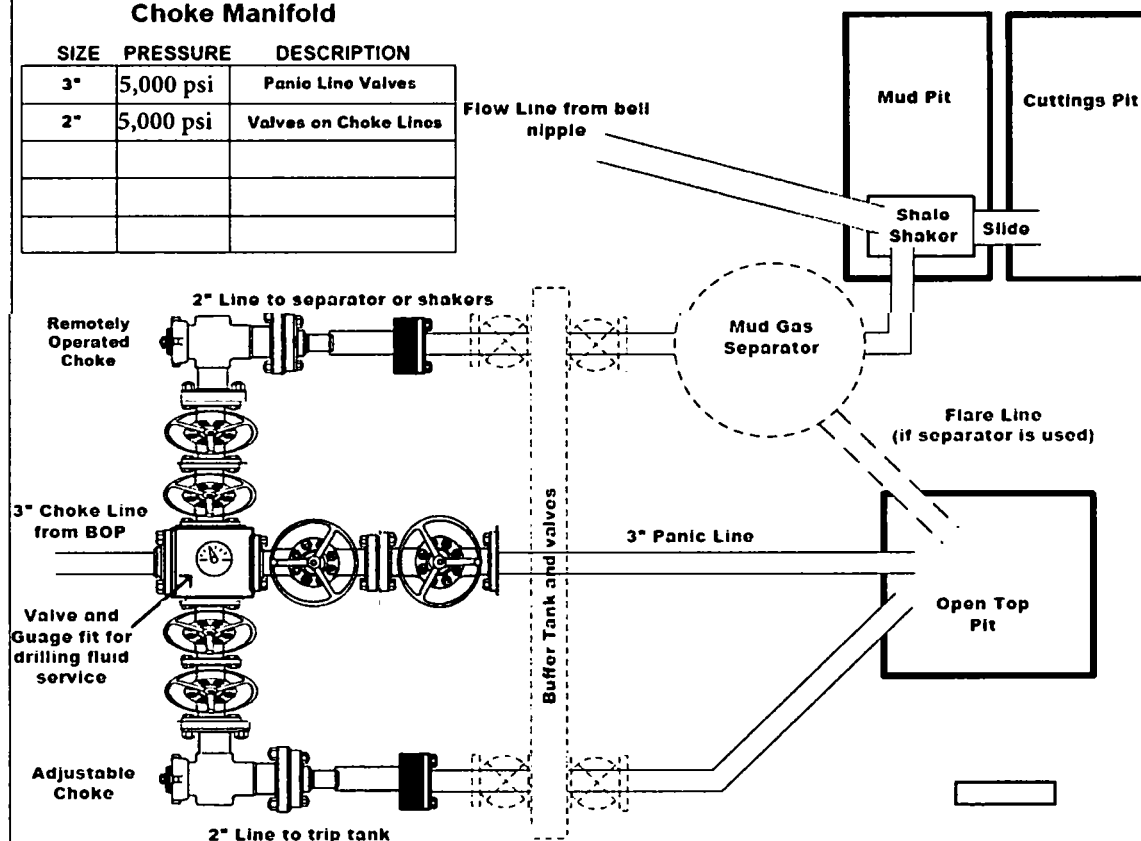 Choke Manifold
SIZE PRESSURE DESCRIPTION
3" 5,000 psi Panic Line Valves
2" 5,000 psi Valves on Choke Lines
Flow Line from bell
nipple
Mud Pit
Cuttings Pit
Shale
Shaker
Slide
2" Line to separator or shakers
Remotely
Operated
Choke
Mud Gas
Separator
Flare Line
(if separator is used)
3" Choke Line
from BOP
3" Panic Line
Buffer Tank and valves
Open Top
Pit
Valve and
Guage fit for
drilling fluid
service
Adjustable
Choke
2" Line to trip tank